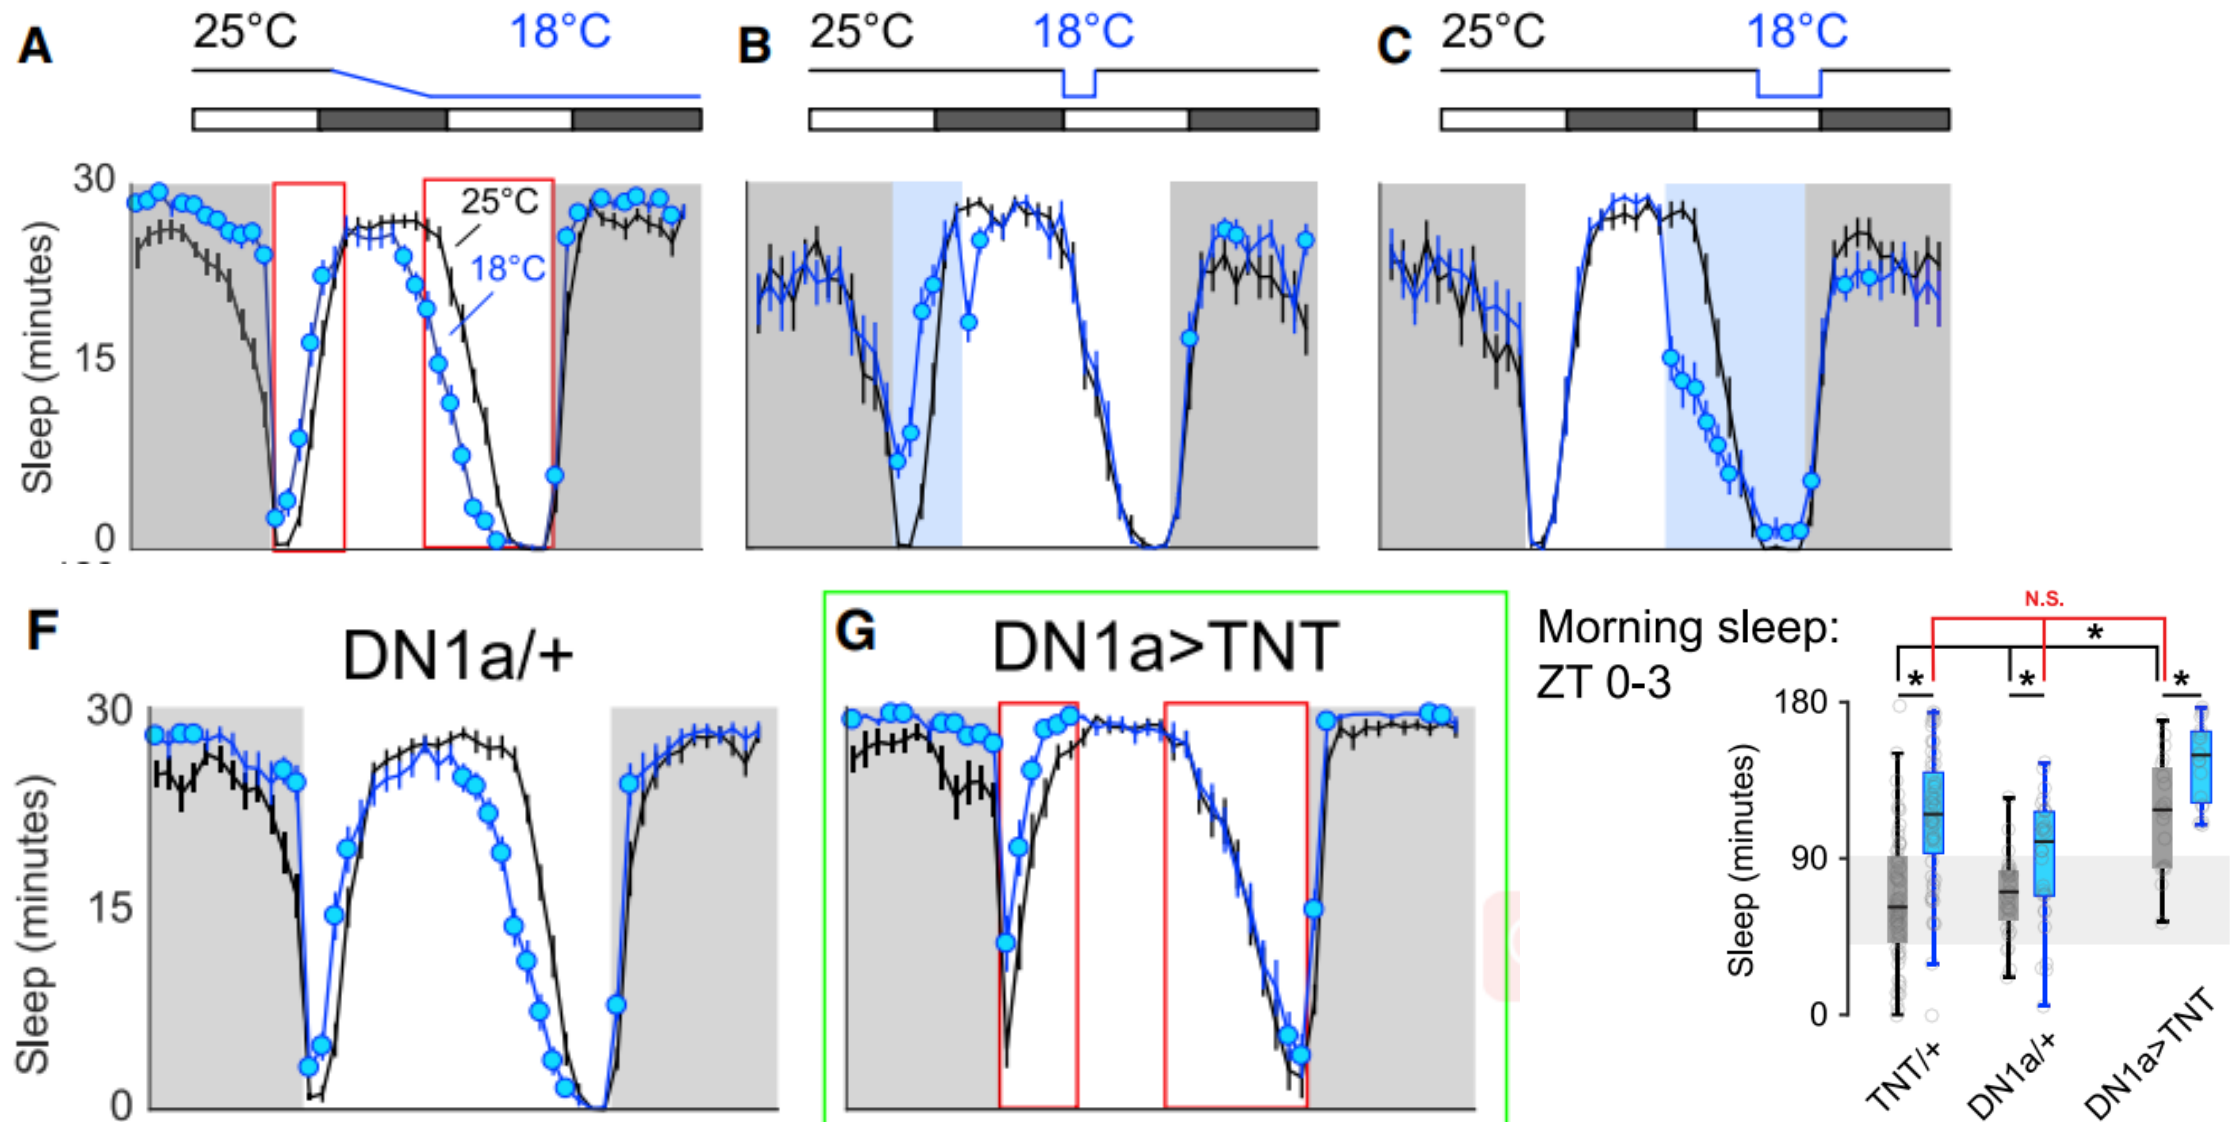 A
25°C
18°C
B
25°C
18°C
C
25°C
18°C
Sleep (minutes)
30
15
0
25°C
18°C
F
DN1a/+
Sleep (minutes)
30
15
0
G
DN1a>TNT
Morning sleep:
ZT 0-3
N.S.
*
* * *
Sleep (minutes)
180
90
0
TNT/+
DN1a/+
DN1a>TNT